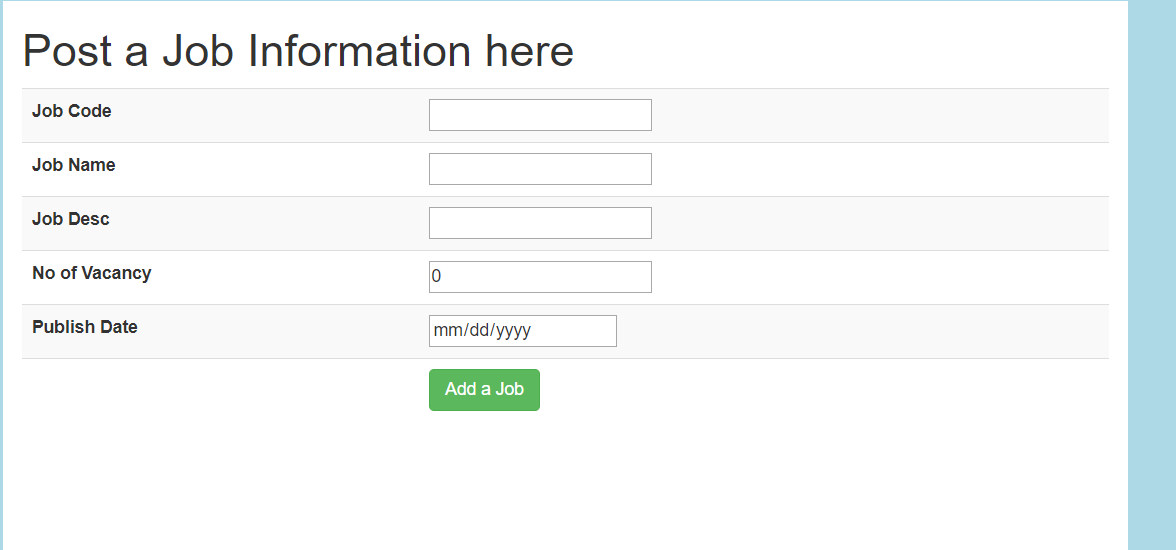 Post a Job Information here
Job Code
Job Name
Job Desc
No of Vacancy 0
Publish Date mm/dd/yyyy
Add a Job